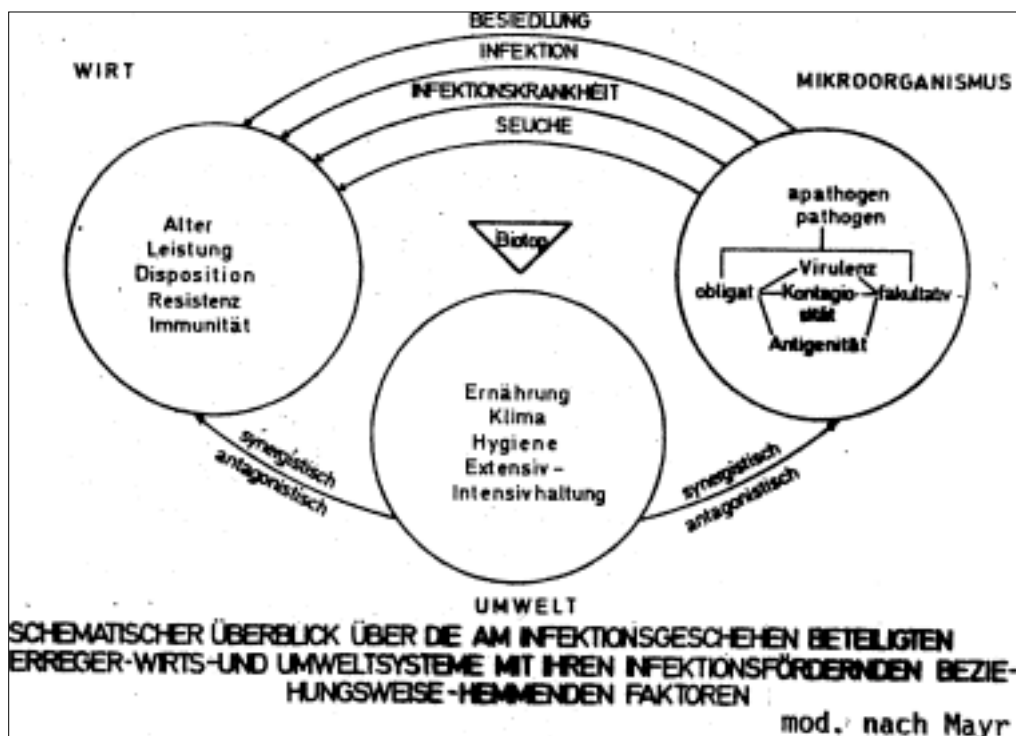 BESIEDLUNG
INFEKTION
INFEKTIONSKRANKHEIT
SEUCHE
WIRT
MIKROORGANISMUS
Alter
Leistung
Disposition
Resistenz
Immunität
Biotop
apathogen
pathogen
Virulenz
obligat
Kontagio-
sität
fakultativ
Antigenität
Ernährung
Klima
Hygiene
Extensiv-
Intensivhaltung
synergistisch
antagonistisch
synergistisch
antagonistisch
UMWELT
SCHEMATISCHER ÜBERBLICK ÜBER DIE AM INFEKTIONSGESCHEHEN BETEILIGTEN
ERREGER-WIRTS-UND UMWELTSYSTEME MIT IHREN INFEKTIONSFÖRDERNDEN BEZIE-
HUNGSWEISE-HEMMENDEN FAKTOREN
mod. nach Mayr